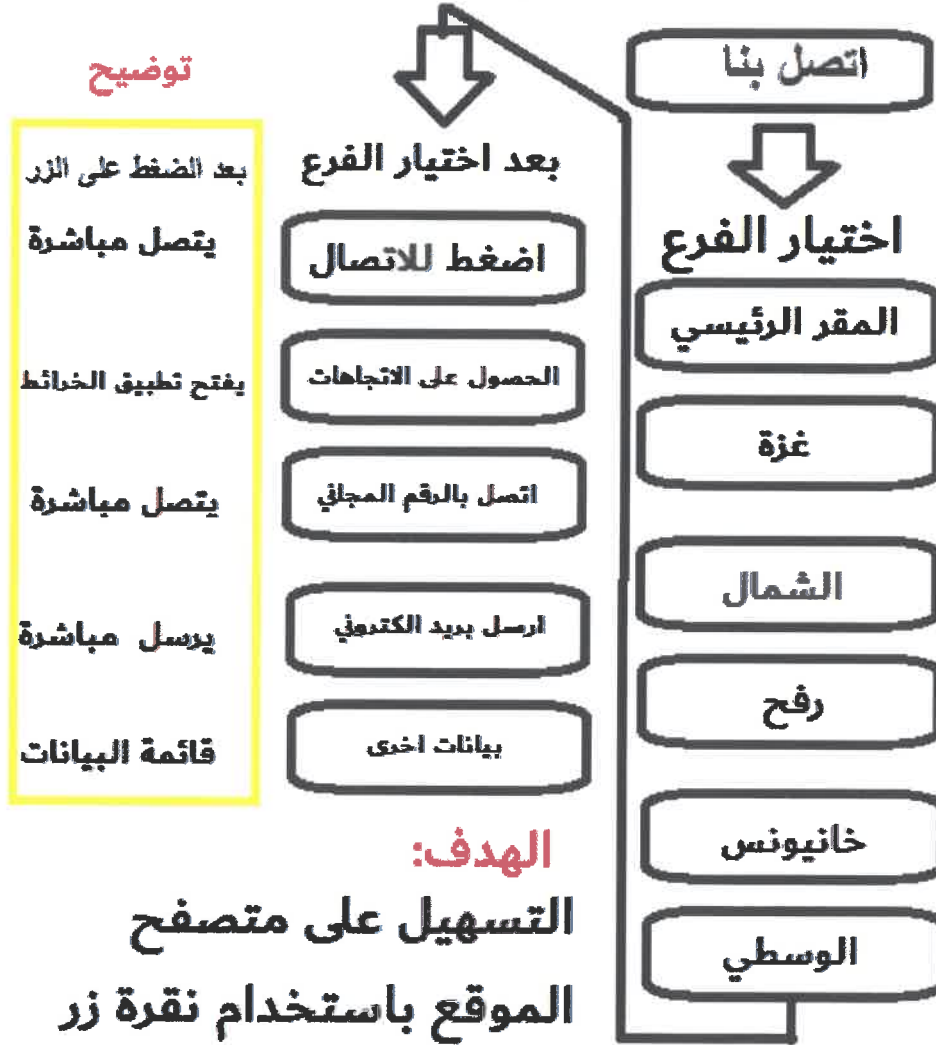 اتصل بنا
اختيار الفرع
المقر الرئيسي
غزة
الشمال
رفح
خانيونس
الوسطي
بعد اختيار الفرع
اضغط للاتصال
الحصول على الاتجاهات
اتصل بالرقم المجاني
ارسل بريد الكتروني
بيانات اخرى
توضيح
بعد الضغط على الزر
يتصل مباشرة
يفتح تطبيق الخرائط
يتصل مباشرة
يرسل مباشرة
قائمة البيانات
الهدف:
التسهيل على متصفح
الموقع باستخدام نقرة زر